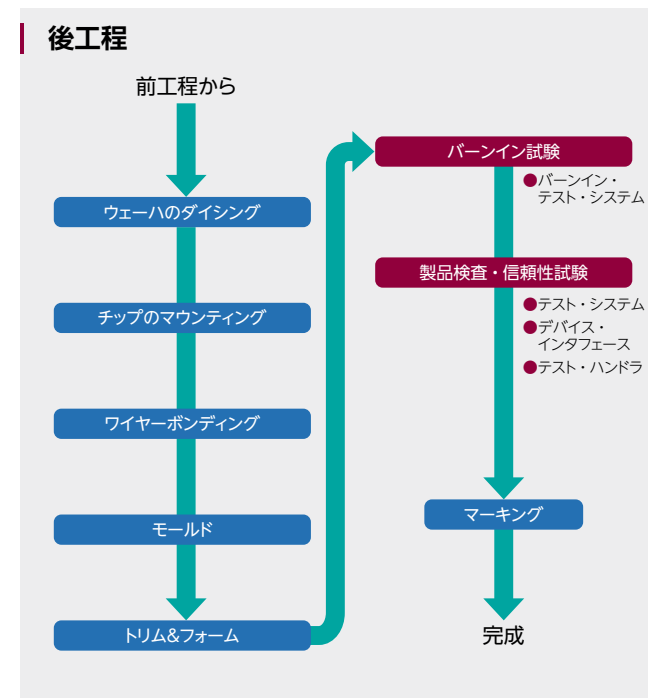 後工程
前工程から
ウェーハのダイシング
チップのマウンティング
ワイヤーボンディング
モールド
トリム&フォーム
バーンイン試験
●バーンイン・
テスト・システム
製品検査・信頼性試験
●テスト・システム
●デバイス・
インタフェース
●テスト・ハンドラ
マーキング
完成